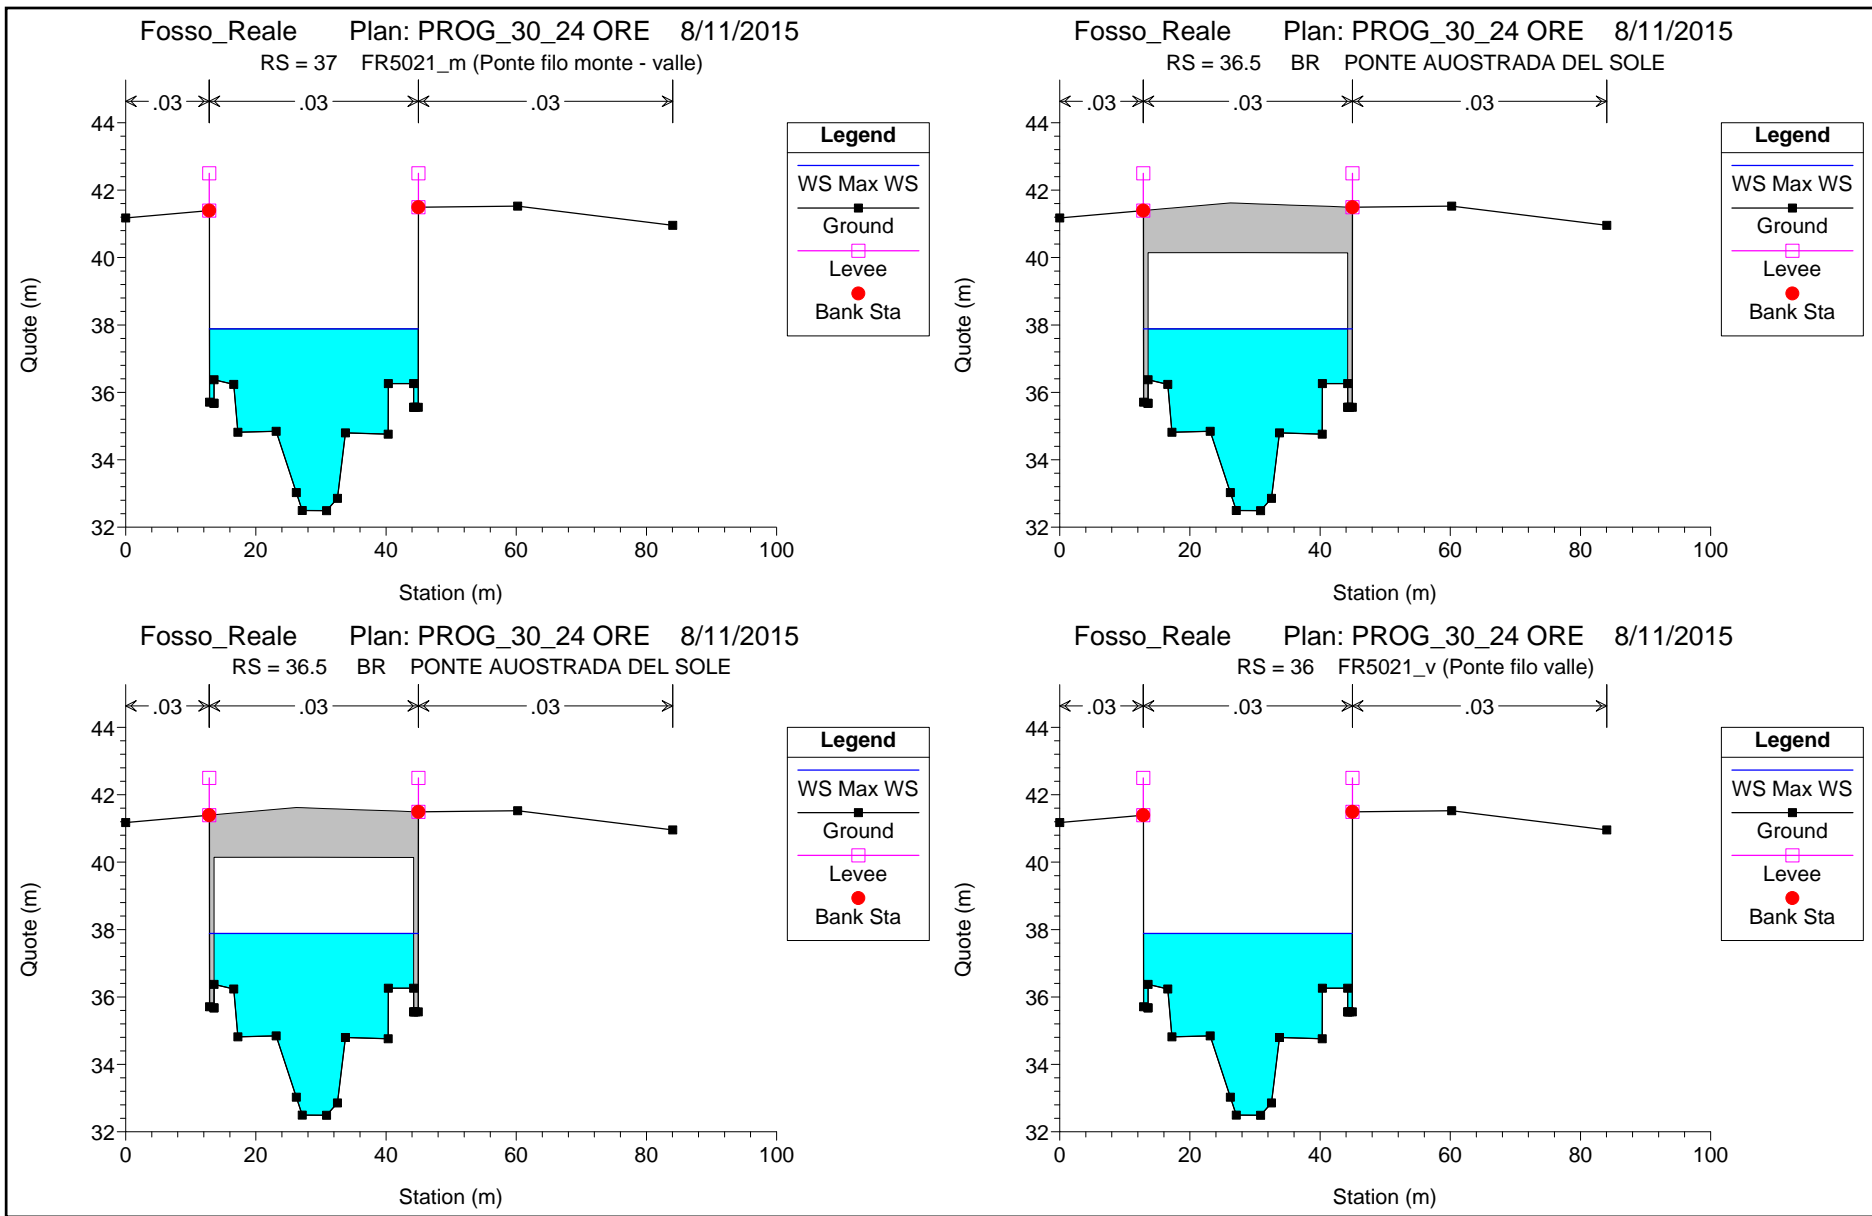 Fosso_Reale Plan: PROG_30_24 ORE 8/11/2015
RS = 37 FR5021_m (Ponte filo monte - valle)
.03 .03 .03
44
42
40
38
36
34
32
0 20 40 60 80 100
Quote (m)
Station (m)
Legend
WS Max WS
Ground
Levee
Bank Sta
Fosso_Reale Plan: PROG_30_24 ORE 8/11/2015
RS = 36.5 BR PONTE AUOSTRADA DEL SOLE
.03 .03 .03
44
42
40
38
36
34
32
0 20 40 60 80 100
Quote (m)
Station (m)
Legend
WS Max WS
Ground
Levee
Bank Sta
Fosso_Reale Plan: PROG_30_24 ORE 8/11/2015
RS = 36.5 BR PONTE AUOSTRADA DEL SOLE
.03 .03 .03
44
42
40
38
36
34
32
0 20 40 60 80 100
Quote (m)
Station (m)
Legend
WS Max WS
Ground
Levee
Bank Sta
Fosso_Reale Plan: PROG_30_24 ORE 8/11/2015
RS = 36 FR5021_v (Ponte filo valle)
.03 .03 .03
44
42
40
38
36
34
32
0 20 40 60 80 100
Quote (m)
Station (m)
Legend
WS Max WS
Ground
Levee
Bank Sta